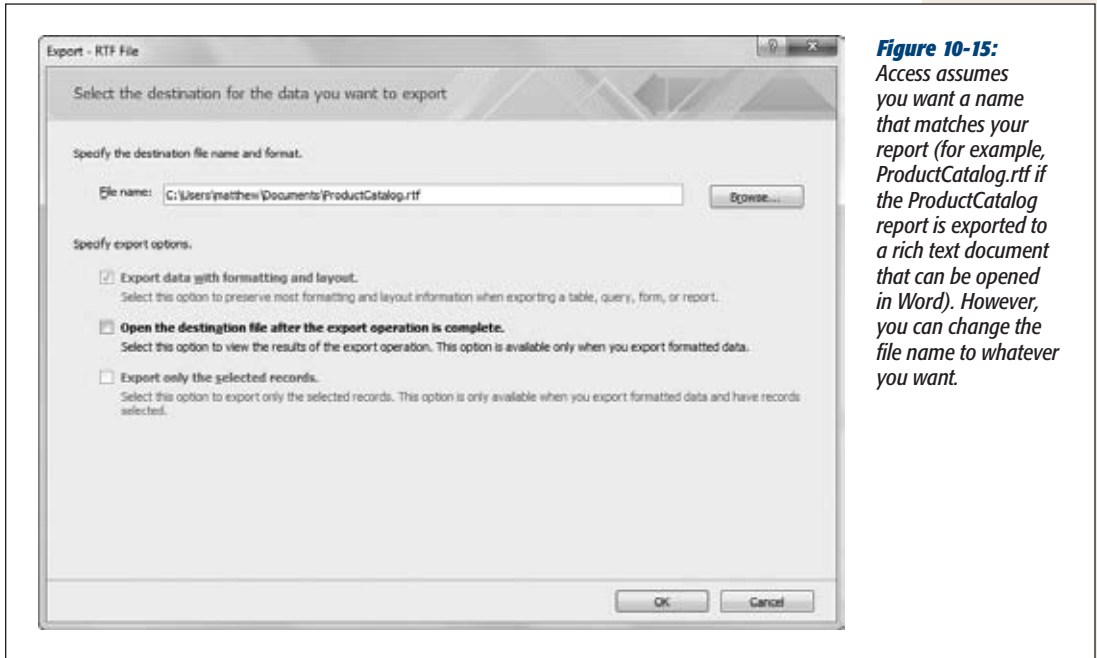 Export - RTF File
Select the destination for the data you want to export
Specify the destination file name and format.
File name: C:\Users\matthew\Documents\ProductCatalog.rtf Browse...
Specify export options.
Export data with formatting and layout.
Select this option to preserve most formatting and layout information when exporting a table, query, form, or report.
Open the destination file after the export operation is complete.
Select this option to view the results of the export operation. This option is available only when you export formatted data.
Export only the selected records.
Select this option to export only the selected records. This option is only available when you export formatted data and have records
selected.
OK Cancel
Figure 10-15:
Access assumes
you want a name
that matches your
report (for example,
ProductCatalog.rtf if
the ProductCatalog
report is exported to
a rich text document
that can be opened
in Word). However,
you can change the
file name to whatever
you want.